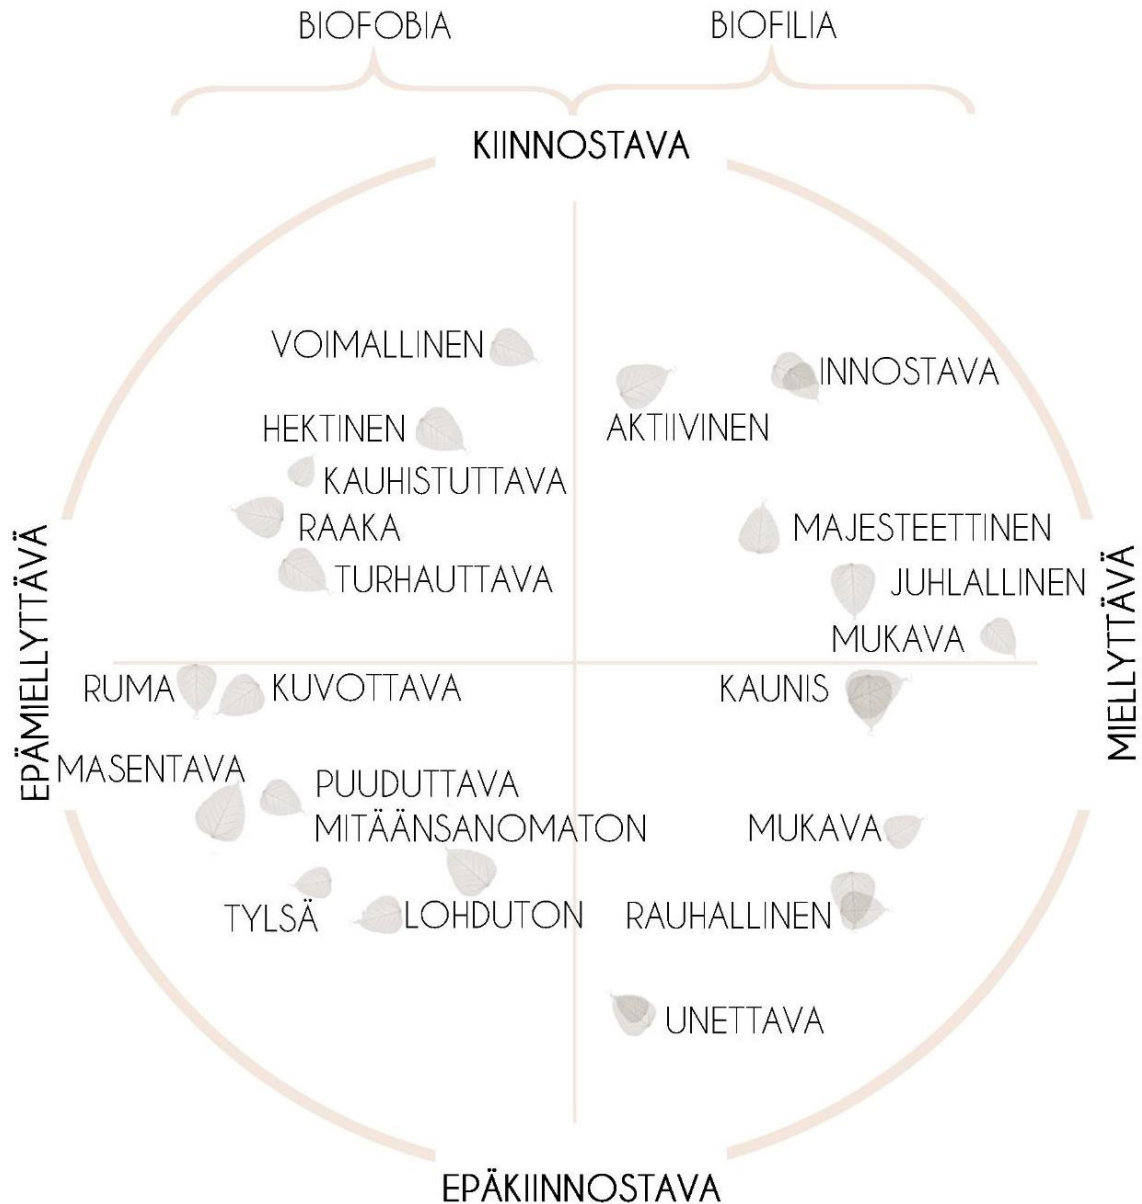 BIOFOBIA
BIOFILIA
KIINNOSTAVA
VOIMALLINEN
INNOSTAVA
HEKTINEN
AKTIIVINEN
KAUHISTUTTAVA
RAAKA
MAJESTEETTINEN
TURHAUTTAVA
JUHLALLINEN
MUKAVA
EPÄMIELLYTTÄVÄ
MIELLYTTÄVÄ
RUMA
KUVOTTAVA
KAUNIS
MASENTAVA
PUUDUTTAVA
MITÄÄNSANOMATON
MUKAVA
TYLSÄ
LOHDUTON
RAUHALLINEN
UNETTAVA
EPÄKIINNOSTAVA